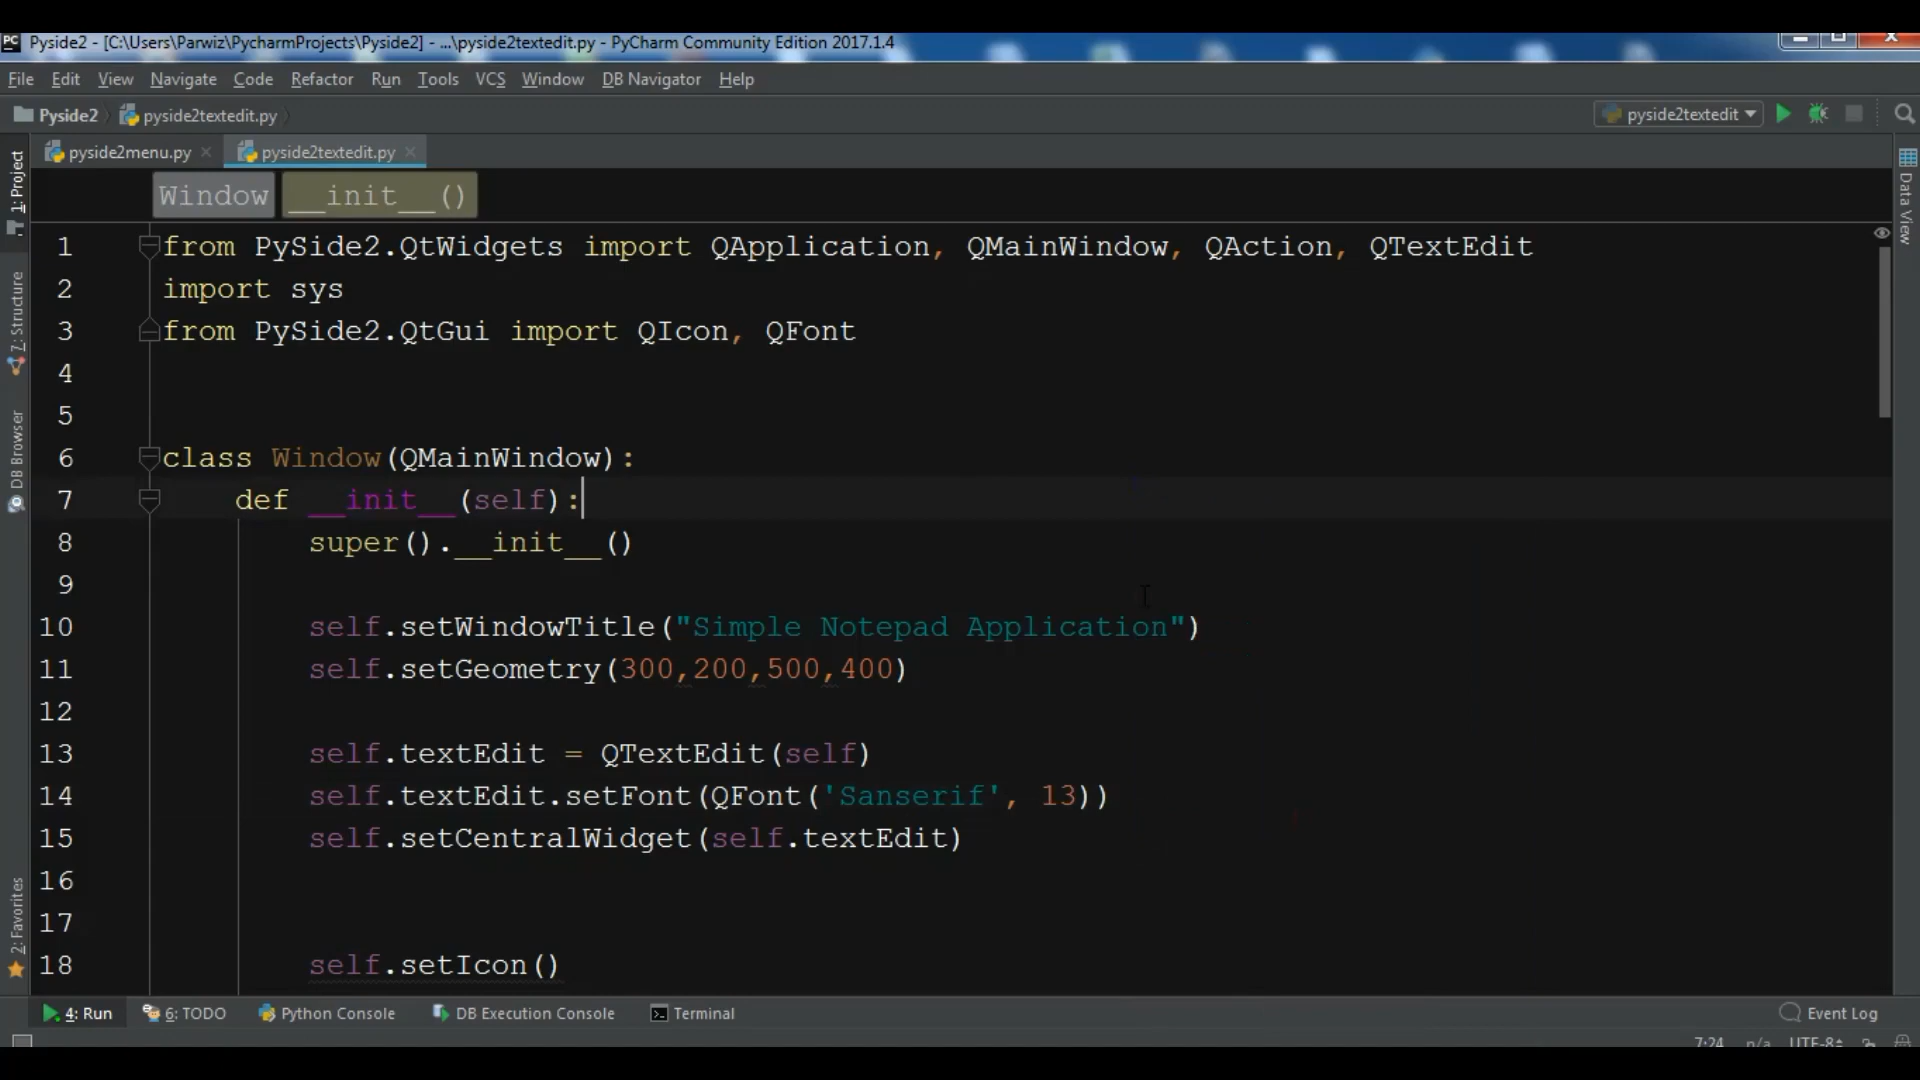 Pyside2 - [C:\Users\Parwiz\PycharmProjects\Pyside2] - ...\pyside2textedit.py - PyCharm Community Edition 2017.1.4
File Edit View Navigate Code Refactor Run Tools VCS Window DB Navigator Help
Pyside2 pyside2textedit.py pyside2textedit
pyside2menu.py pyside2textedit.py
Window __init__()
1 from PySide2.QtWidgets import QApplication, QMainWindow, QAction, QTextEdit
2 import sys
3 from PySide2.QtGui import QIcon, QFont
4
5
6 class Window(QMainWindow):
7 def __init__(self):
8 super().__init__()
9
10 self.setWindowTitle("Simple Notepad Application")
11 self.setGeometry(300,200,500,400)
12
13 self.textEdit = QTextEdit(self)
14 self.textEdit.setFont(QFont('Sanserif', 13))
15 self.setCentralWidget(self.textEdit)
16
17
18 self.setIcon()
1: Project
7: Structure
DB Browser
2: Favorites
Data View
4: Run 6: TODO Python Console DB Execution Console Terminal Event Log
7:24 n/a UTF-8